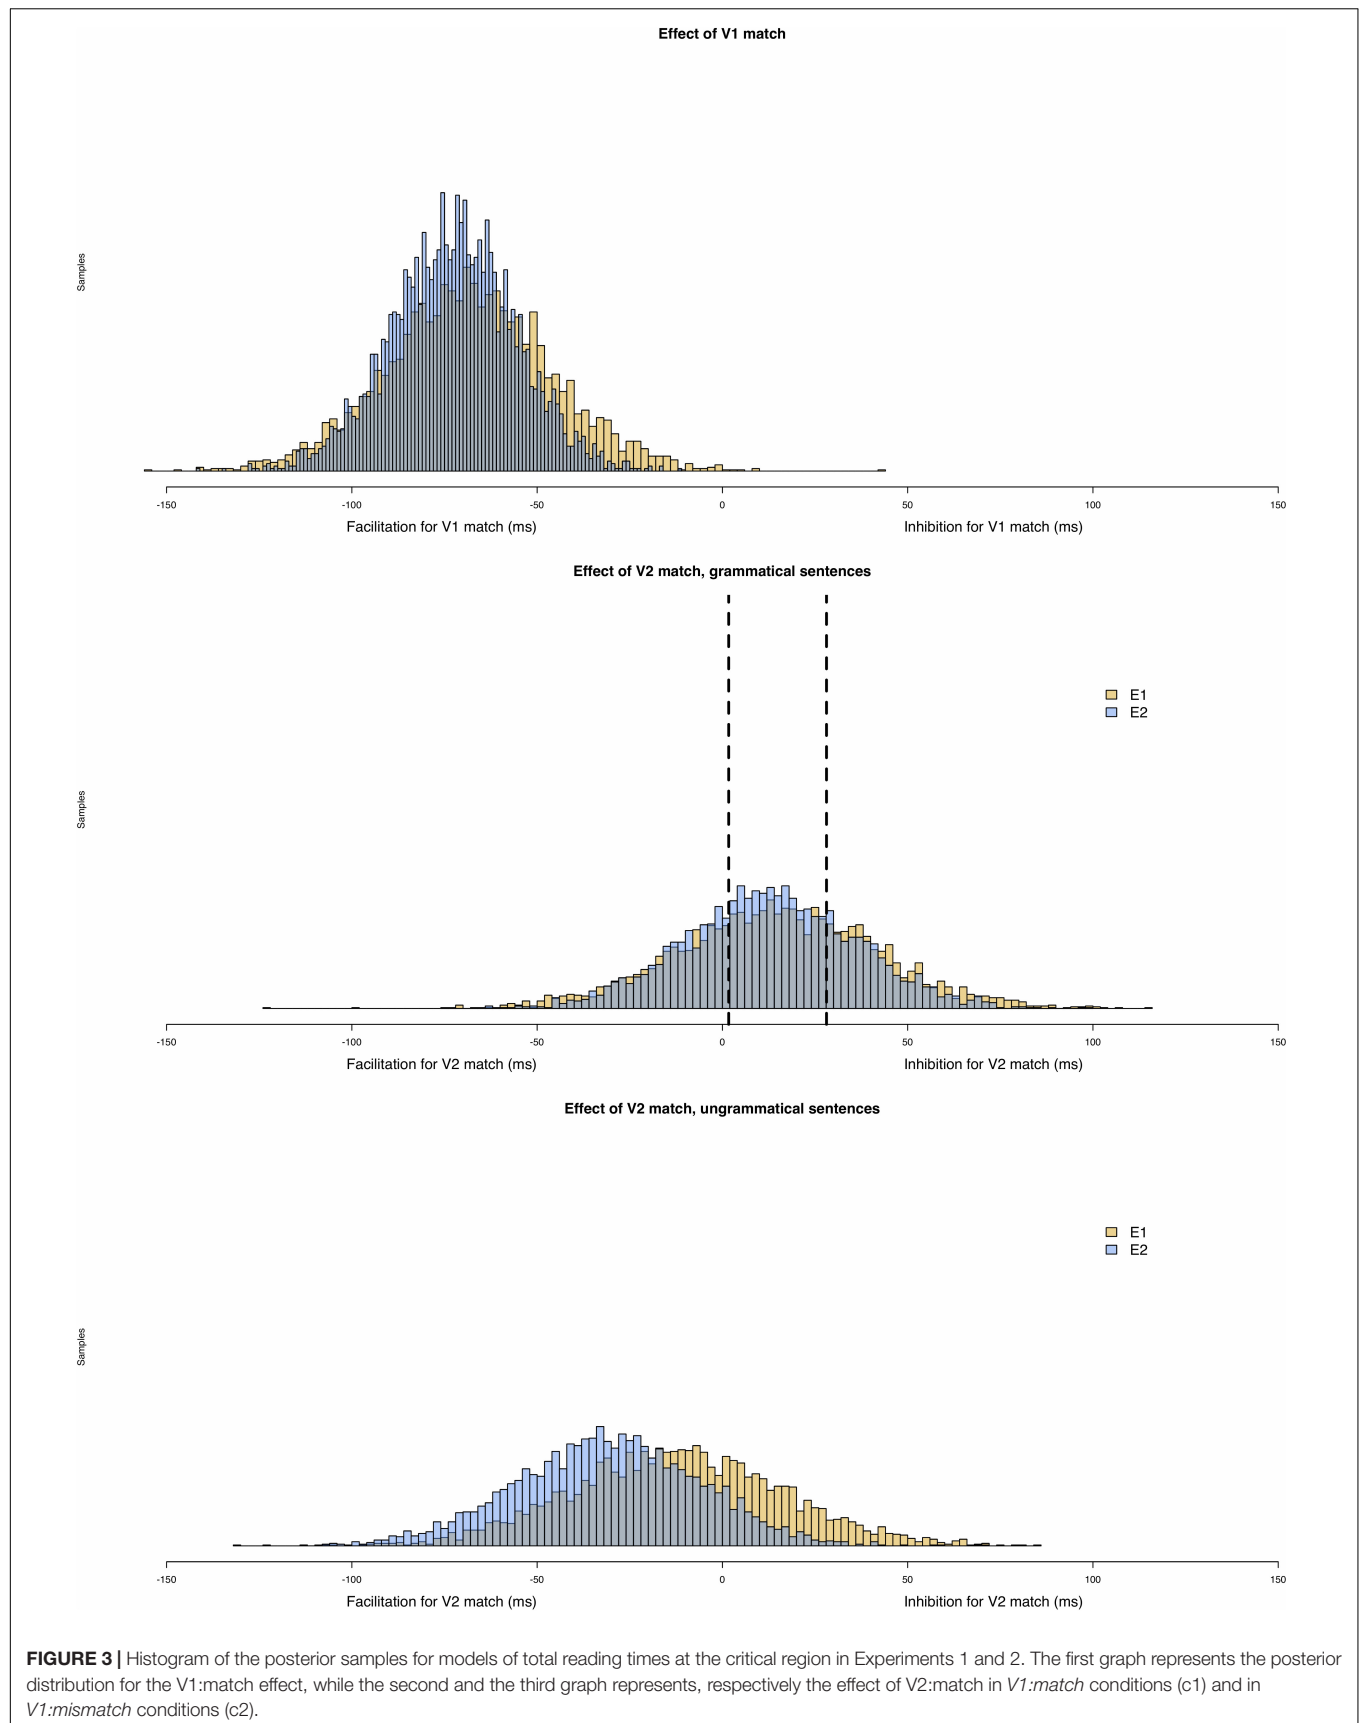 Effect of V1 match
Samples
-150 -100 -50 0 50 100 150
Facilitation for V1 match (ms) Inhibition for V1 match (ms)
Effect of V2 match, grammatical sentences
E1
E2
Samples
-150 -100 -50 0 50 100 150
Facilitation for V2 match (ms) Inhibition for V2 match (ms)
Effect of V2 match, ungrammatical sentences
E1
E2
Samples
-150 -100 -50 0 50 100 150
Facilitation for V2 match (ms) Inhibition for V2 match (ms)
FIGURE 3 | Histogram of the posterior samples for models of total reading times at the critical region in Experiments 1 and 2. The first graph represents the posterior
distribution for the V1:match effect, while the second and the third graph represents, respectively the effect of V2:match in V1:match conditions (c1) and in
V1:mismatch conditions (c2).